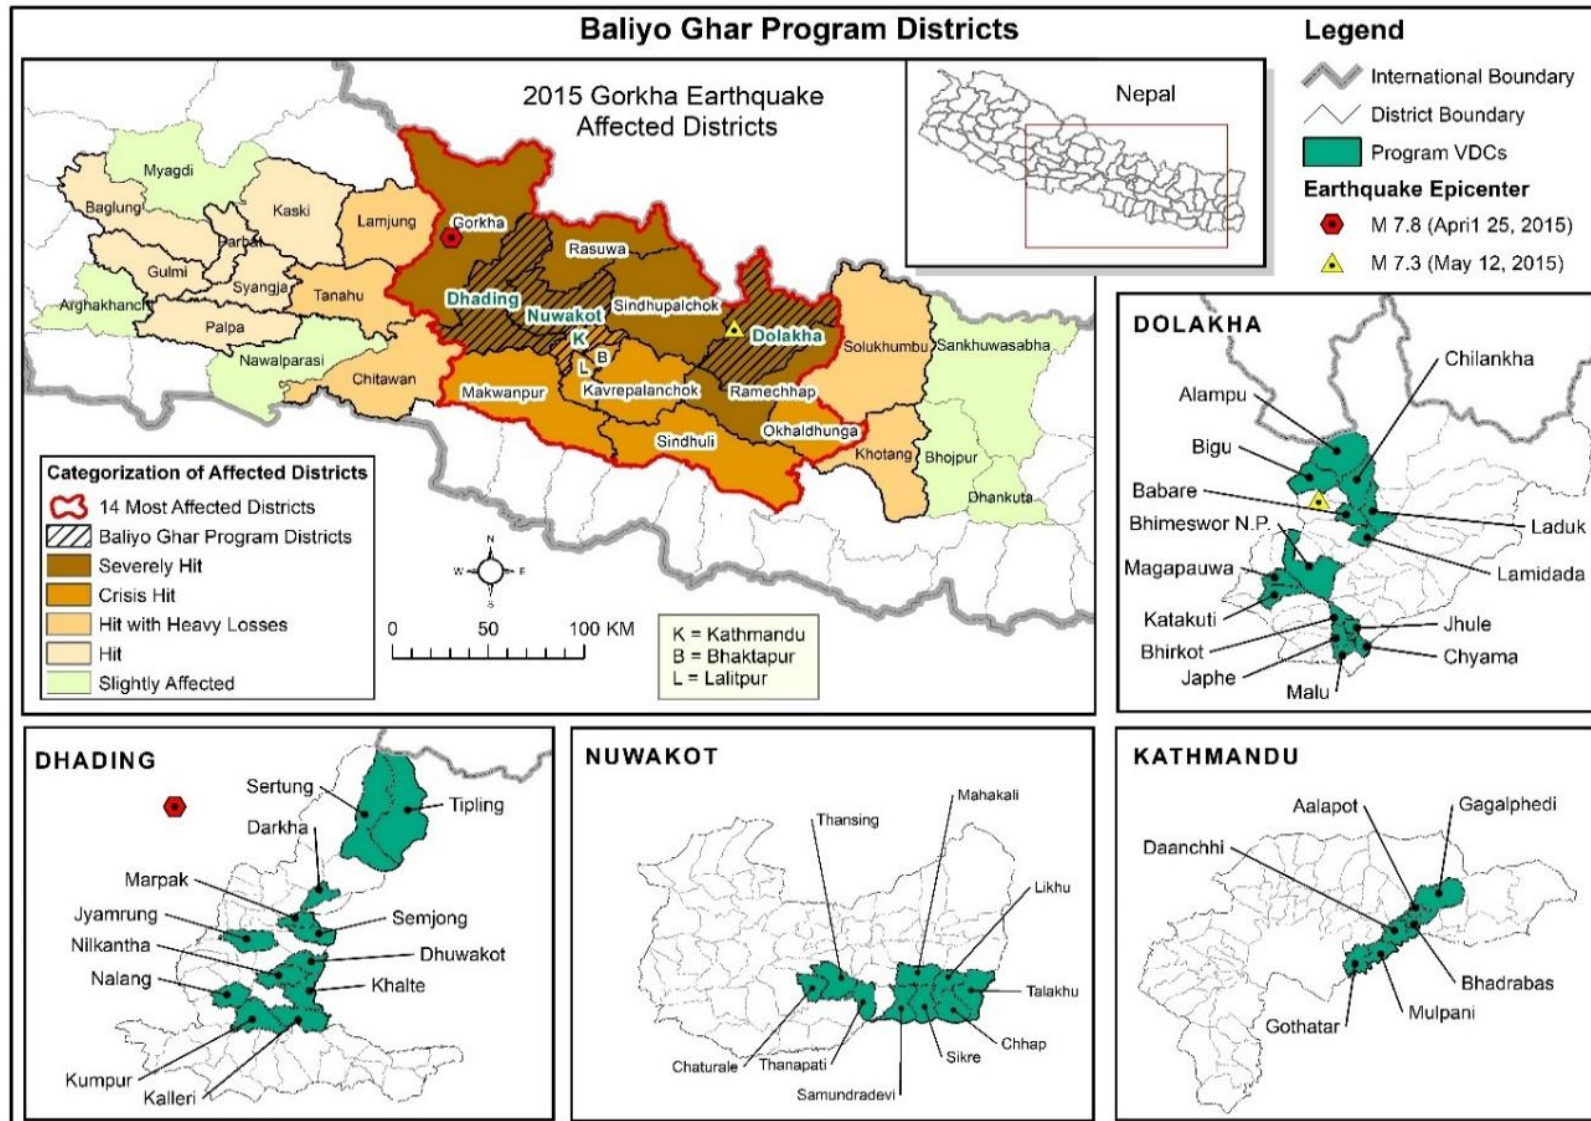 Baliyo Ghar Program Districts
Legend
International Boundary
District Boundary
Program VDCs
Earthquake Epicenter
M 7.8 (April 25, 2015)
M 7.3 (May 12, 2015)
2015 Gorkha Earthquake
Affected Districts
Nepal
Myagdi
Baglung
Kaski
Lamjung
Gorkha
Parbat
Gulmi
Syangja
Tanahu
Arghakhanchi
Palpa
Nawalparasi
Chitawan
Rasuwa
Dhading
Nuwakot
Sindhupalchok
Dolakha
K
B
L
Makwanpur
Kavrepalanchok
Ramechhap
Sindhuli
Okhaldhunga
Solukhumbu
Sankhuwasabha
Khotang
Bhojpur
Dhankuta
Categorization of Affected Districts
14 Most Affected Districts
Baliyo Ghar Program Districts
Severely Hit
Crisis Hit
Hit with Heavy Losses
Hit
Slightly Affected
N
W
E
S
0 50 100 KM
K = Kathmandu
B = Bhaktapur
L = Lalitpur
DOLAKHA
Chilankha
Alampu
Bigu
Babare
Bhimeswor N.P.
Laduk
Magapauwa
Lamidada
Katakuti
Jhule
Bhirkot
Chyama
Japhe
Malu
DHADING
Sertung
Tipling
Darkha
Marpak
Jyamrung
Semjong
Nilkantha
Dhuwakot
Nalang
Khalte
Kumpur
Kalleri
NUWAKOT
Mahakali
Thansing
Likhu
Talakhu
Chhap
Sikre
Chaturale
Thanapati
Samundradevi
KATHMANDU
Aalapot
Gagalphedi
Daanchhi
Bhadrabas
Mulpani
Gothatar